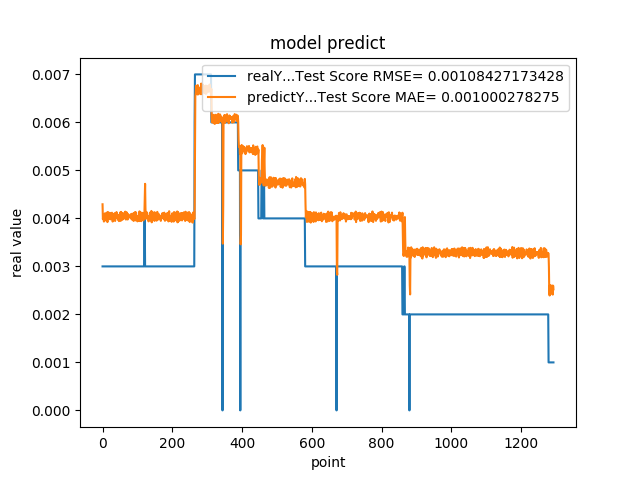 model predict
realY...Test Score RMSE= 0.00108427173428
predictY...Test Score MAE= 0.001000278275
0.007
0.006
0.005
0.004
0.003
0.002
0.001
0.000
real value
0 200 400 600 800 1000 1200
point